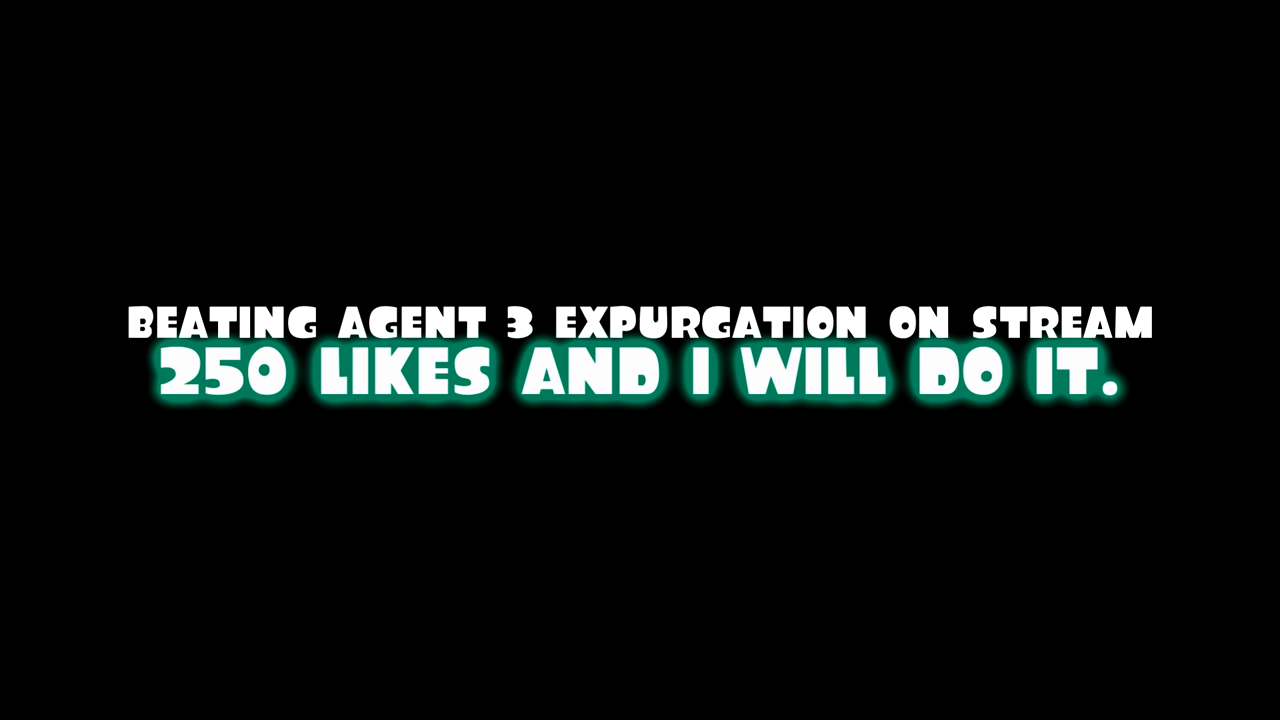 BEATING AGENT 3 EXPURGATION ON STREAM
250 LIKES AND I WILL DO IT.